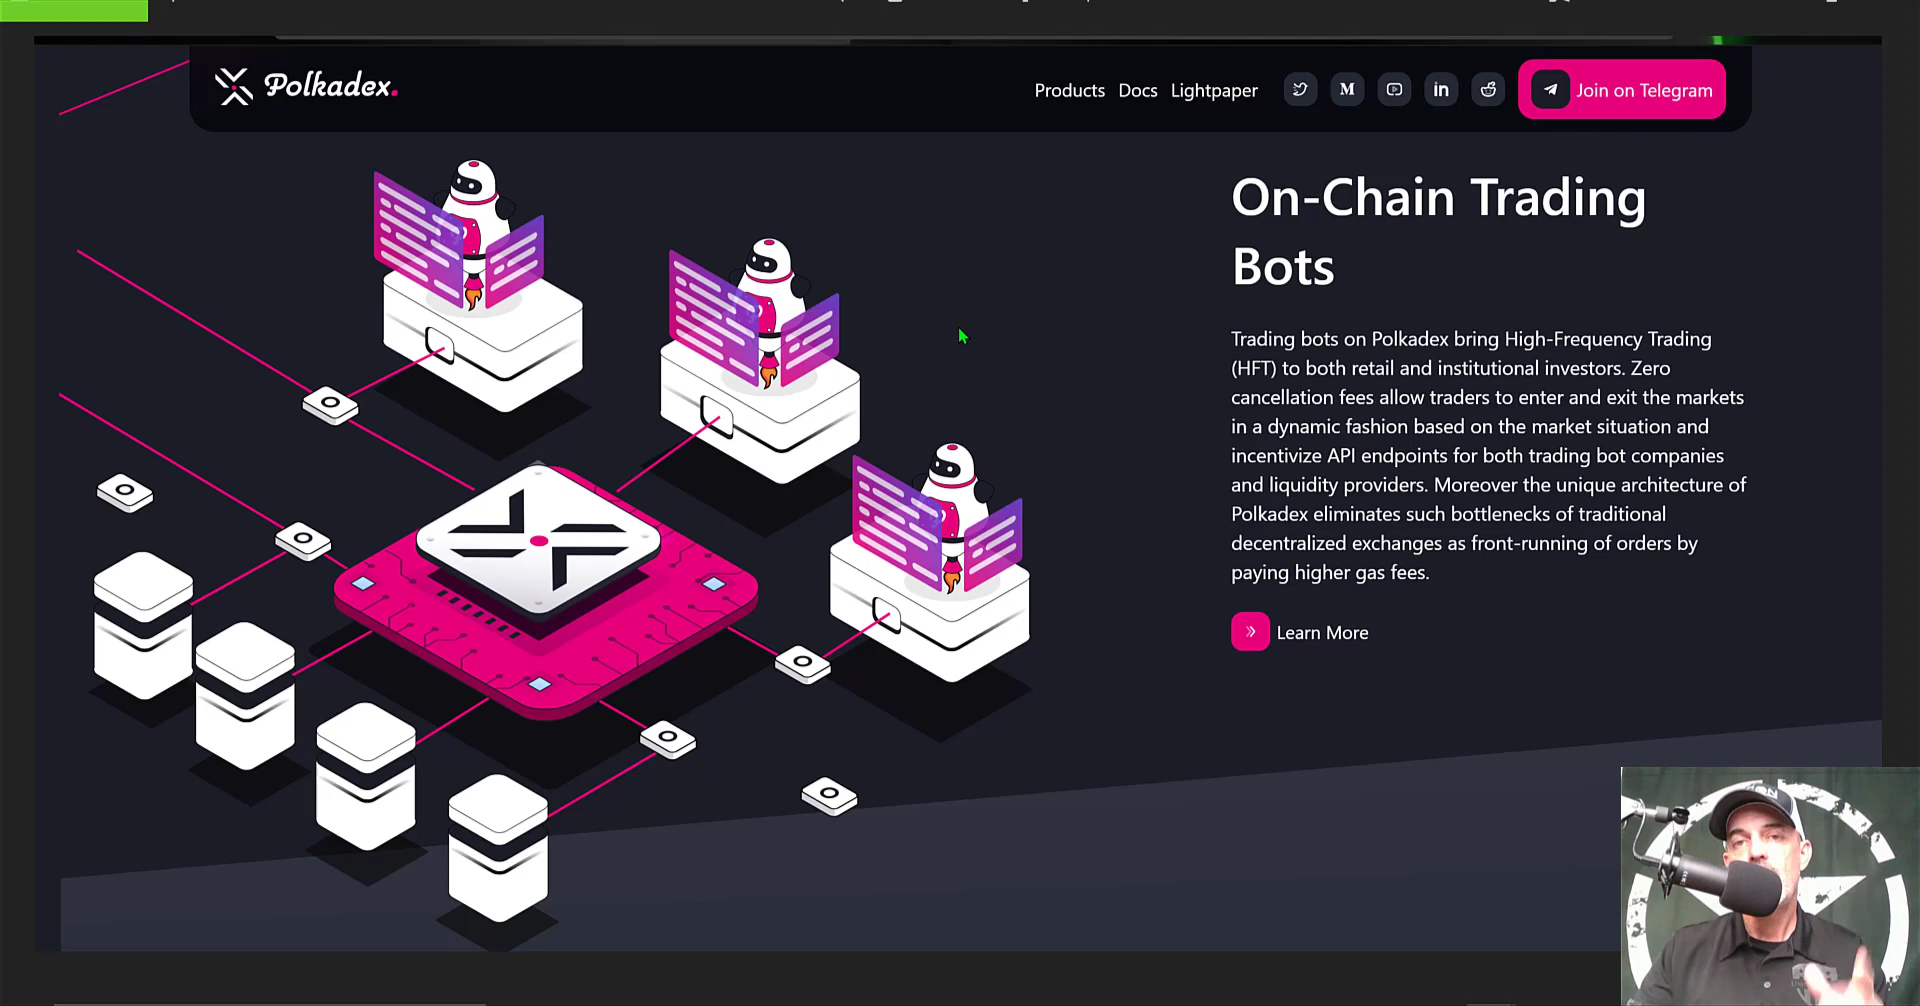 Polkadex.
Products Docs Lightpaper
M
in
Join on Telegram
On-Chain Trading
Bots
Trading bots on Polkadex bring High-Frequency Trading
(HFT) to both retail and institutional investors. Zero
cancellation fees allow traders to enter and exit the markets
in a dynamic fashion based on the market situation and
incentivize API endpoints for both trading bot companies
and liquidity providers. Moreover the unique architecture of
Polkadex eliminates such bottlenecks of traditional
decentralized exchanges as front-running of orders by
paying higher gas fees.
Learn More